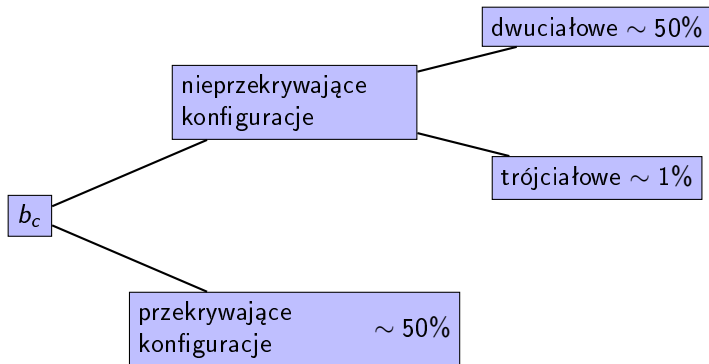 dwuciałowe ∼ 50%
nieprzekrywające
konfiguracje
trójciałowe ∼ 1%
b_c
przekrywające
konfiguracje ∼ 50%